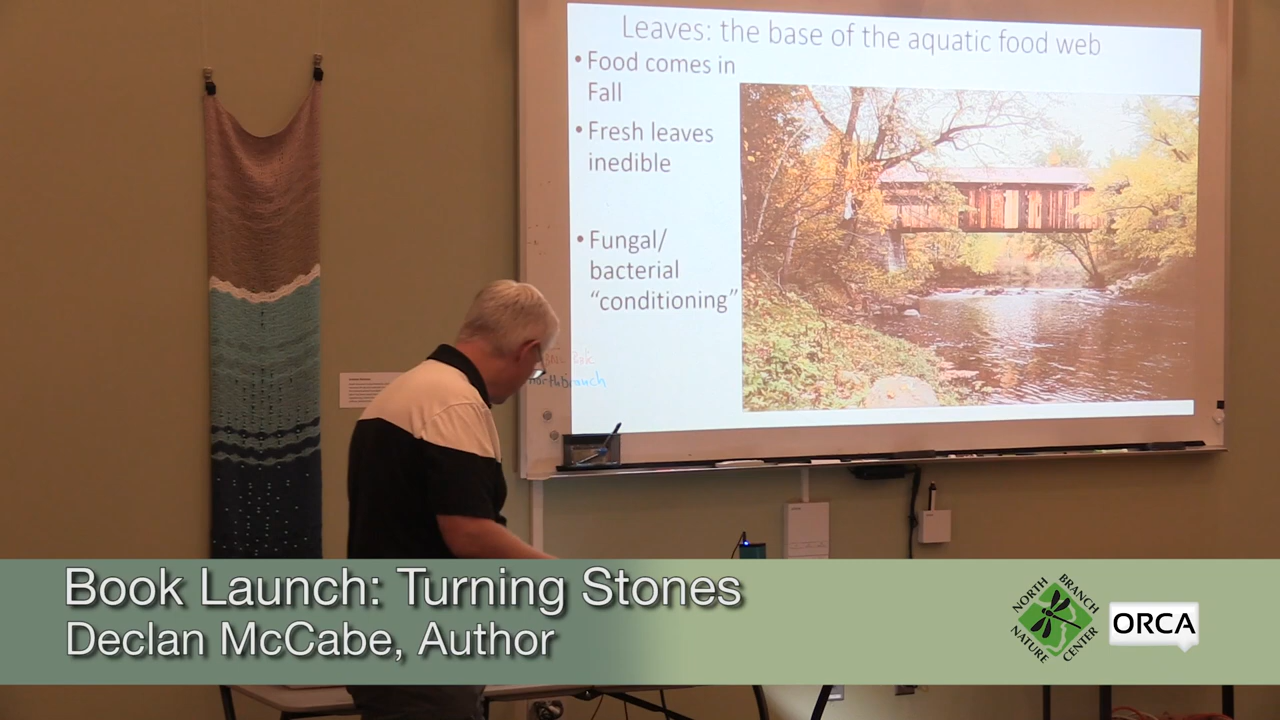 Leaves: the base of the aquatic food web
• Food comes in
Fall
• Fresh leaves
inedible
• Fungal/
bacterial
“conditioning”
northbranch
Book Launch: Turning Stones
Declan McCabe, Author
NORTH BRANCH
NATURE CENTER
ORCA